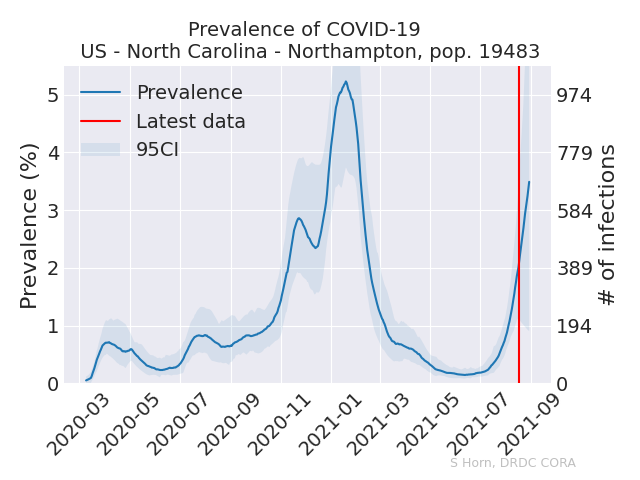 Prevalence of COVID-19
US - North Carolina - Northampton, pop. 19483
Prevalence
Latest data
95CI
Prevalence (%)
5
4
3
2
1
0
974
779
584
389
194
0
# of infections
2020-03
2020-05
2020-07
2020-09
2020-11
2021-01
2021-03
2021-05
2021-07
2021-09
S Horn, DRDC CORA